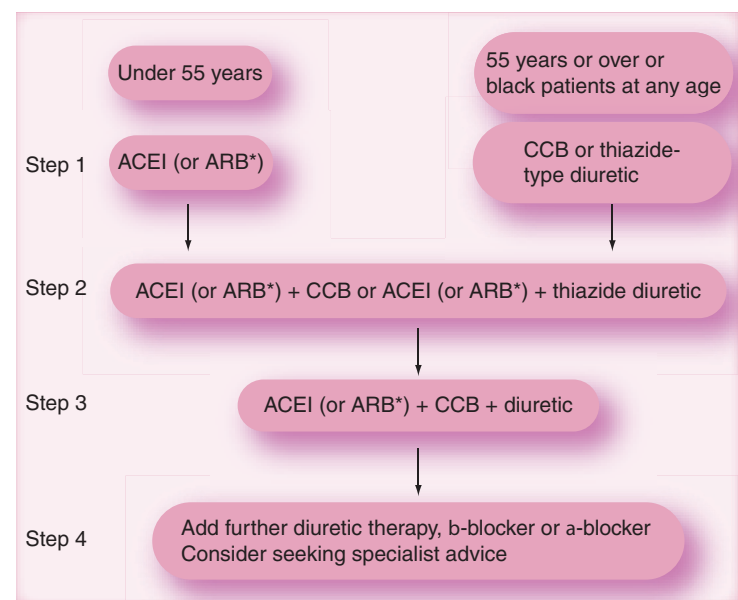 Under 55 years
55 years or over or
black patients at any age
Step 1
ACEI (or ARB*)
CCB or thiazide-
type diuretic
Step 2
ACEI (or ARB*) + CCB or ACEI (or ARB*) + thiazide diuretic
Step 3
ACEI (or ARB*) + CCB + diuretic
Step 4
Add further diuretic therapy, b-blocker or a-blocker
Consider seeking specialist advice